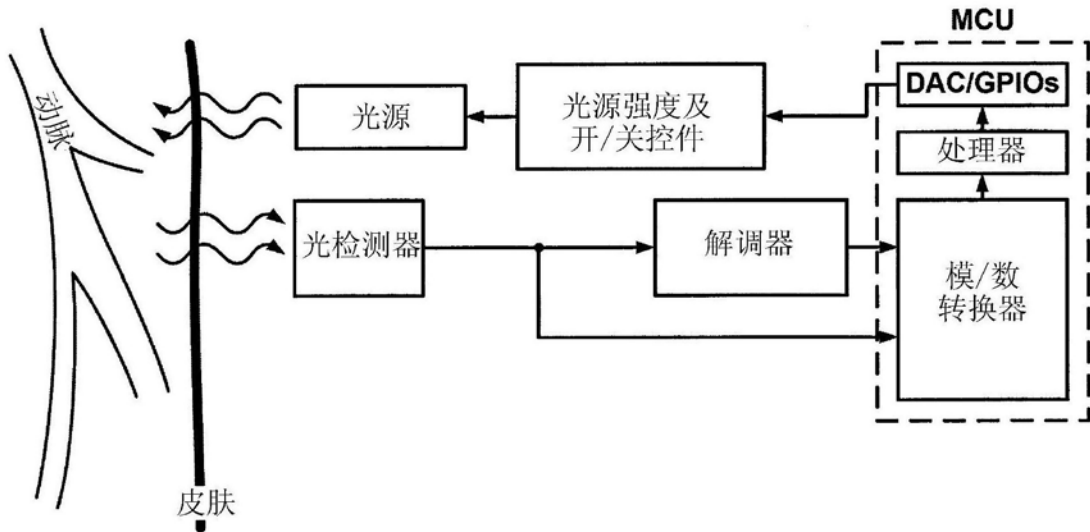 MCU
DAC/GPIOs
光源
光源强度及
开/关控件
处理器
动脉
光检测器
解调器
模/数
转换器
皮肤